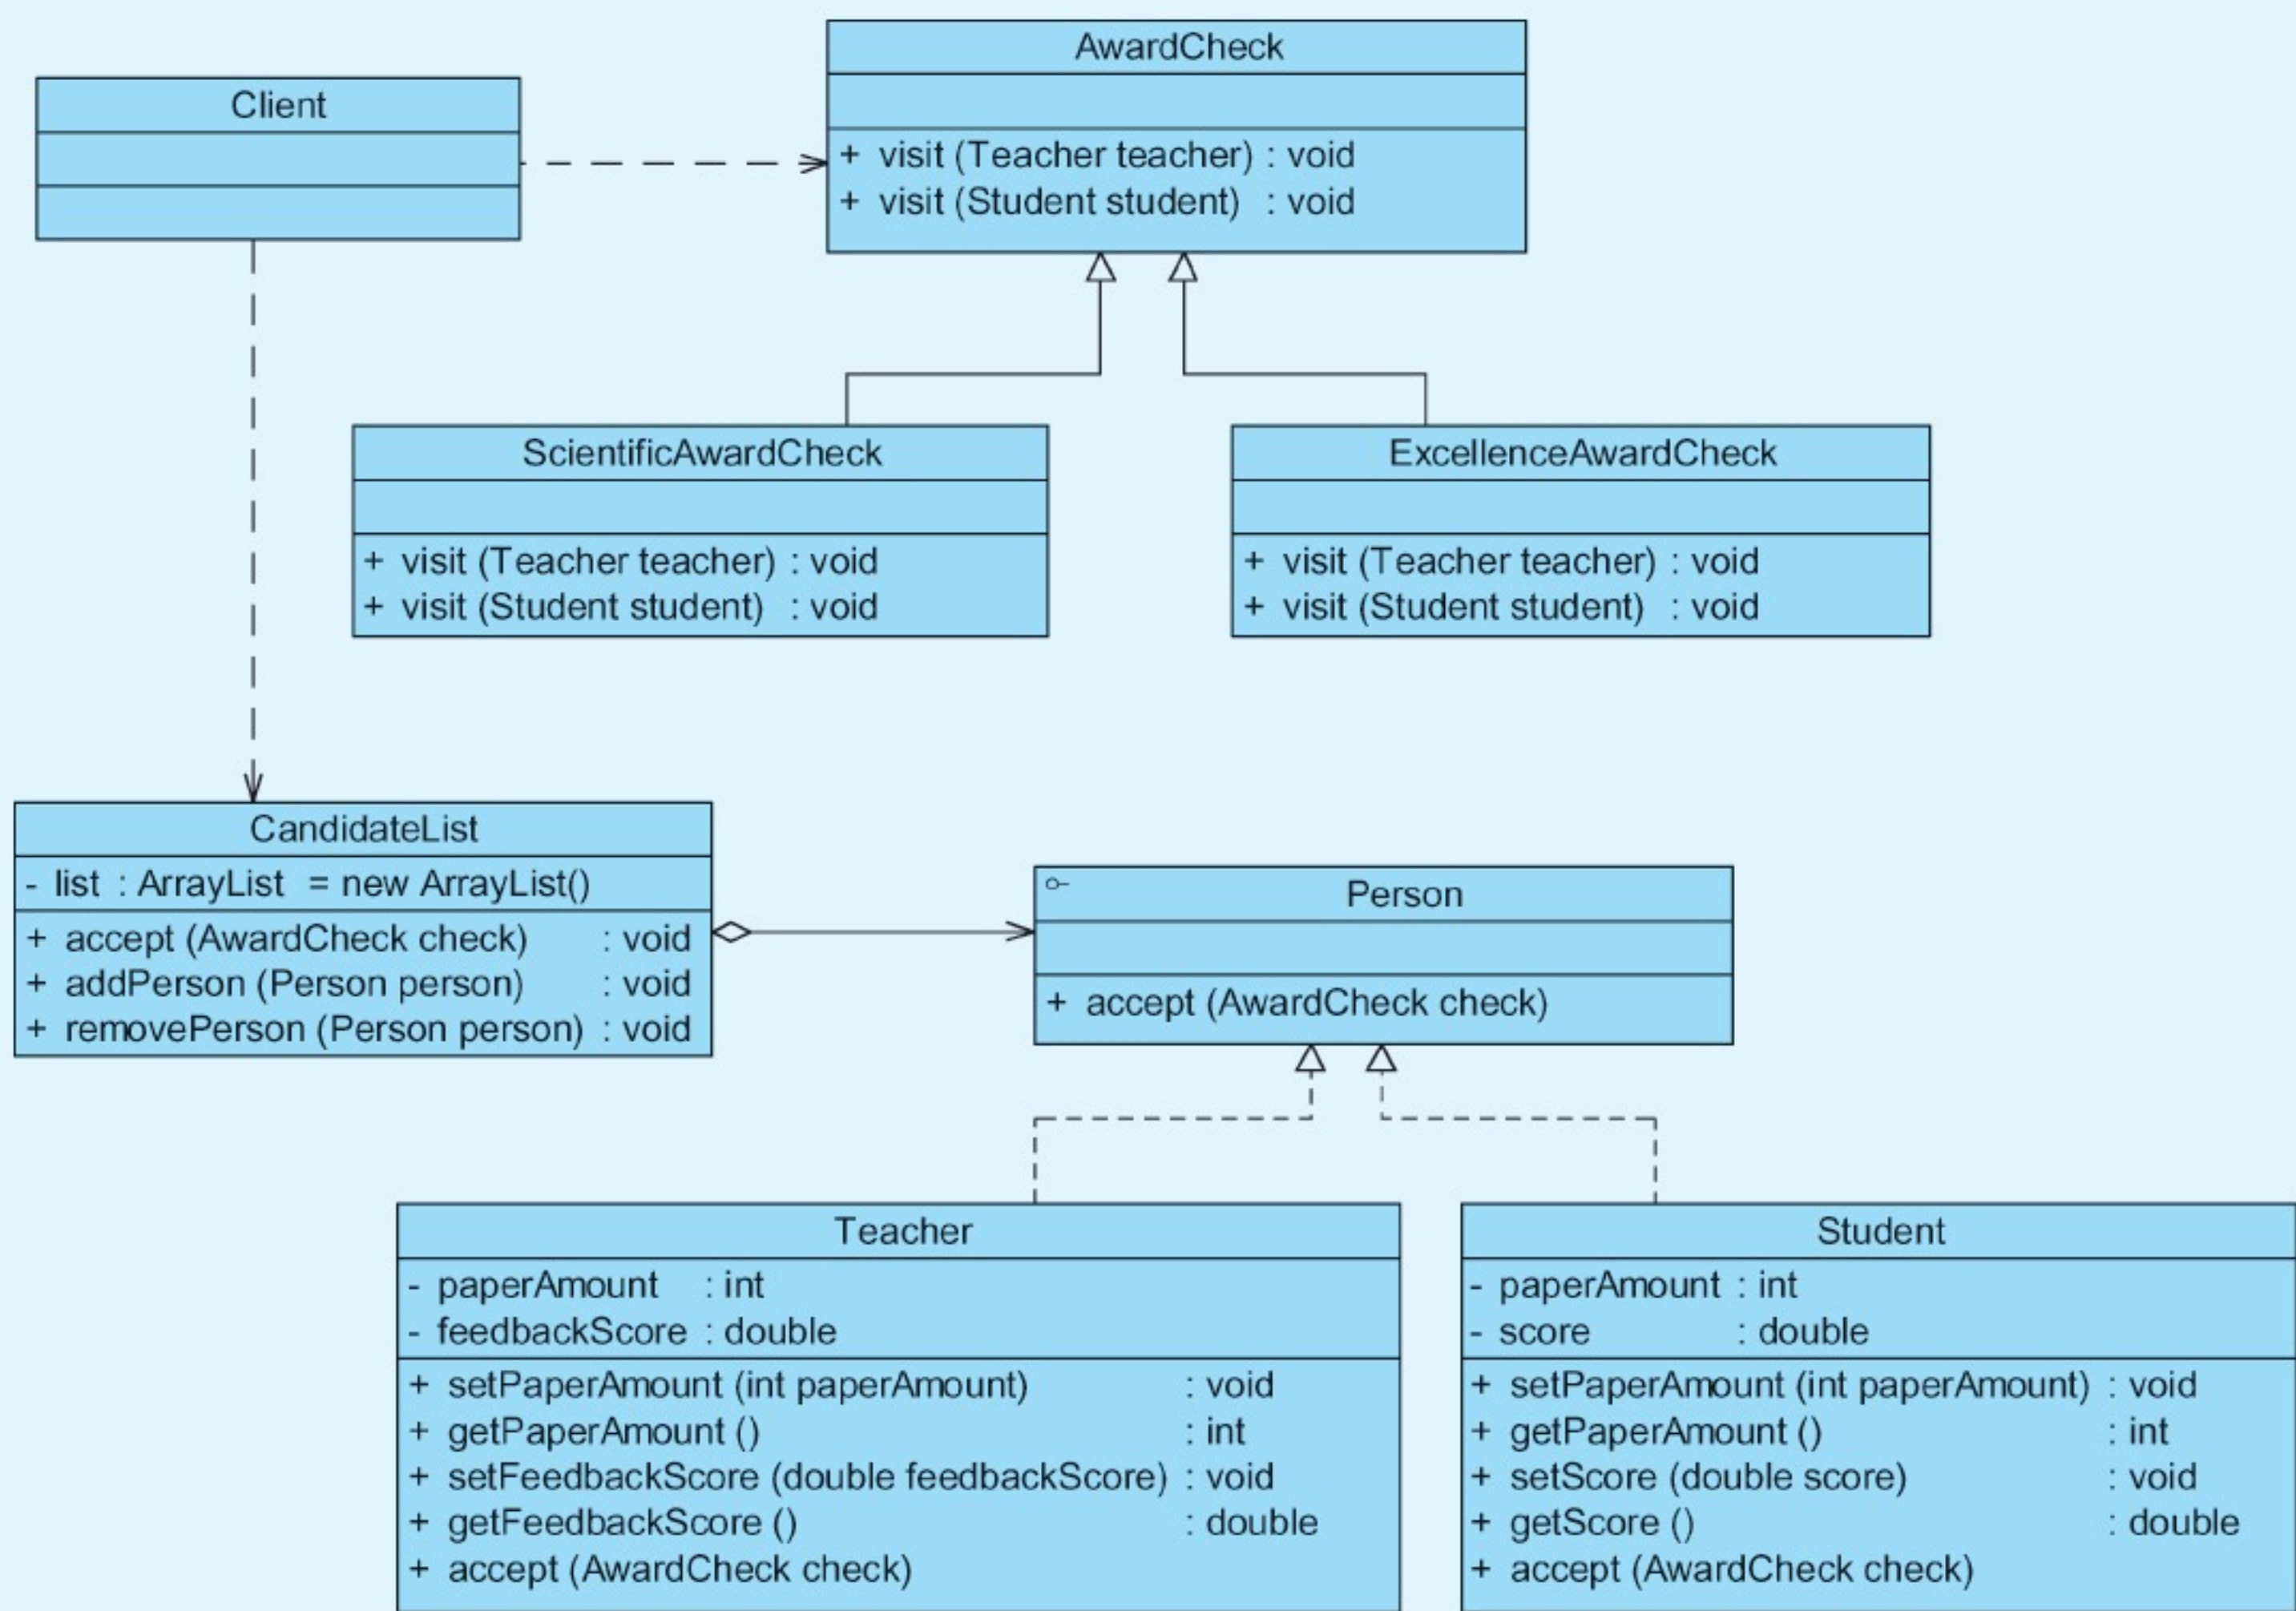 AwardCheck
+ visit (Teacher teacher) : void
+ visit (Student student) : void
Client
ScientificAwardCheck
+ visit (Teacher teacher) : void
+ visit (Student student) : void
ExcellenceAwardCheck
+ visit (Teacher teacher) : void
+ visit (Student student) : void
CandidateList
- list : ArrayList = new ArrayList()
+ accept (AwardCheck check) : void
+ addPerson (Person person) : void
+ removePerson (Person person) : void
Person
+ accept (AwardCheck check)
Teacher
- paperAmount : int
- feedbackScore : double
+ setPaperAmount (int paperAmount) : void
+ getPaperAmount () : int
+ setFeedbackScore (double feedbackScore) : void
+ getFeedbackScore () : double
+ accept (AwardCheck check)
Student
- paperAmount : int
- score : double
+ setPaperAmount (int paperAmount) : void
+ getPaperAmount () : int
+ setScore (double score) : void
+ getScore () : double
+ accept (AwardCheck check)